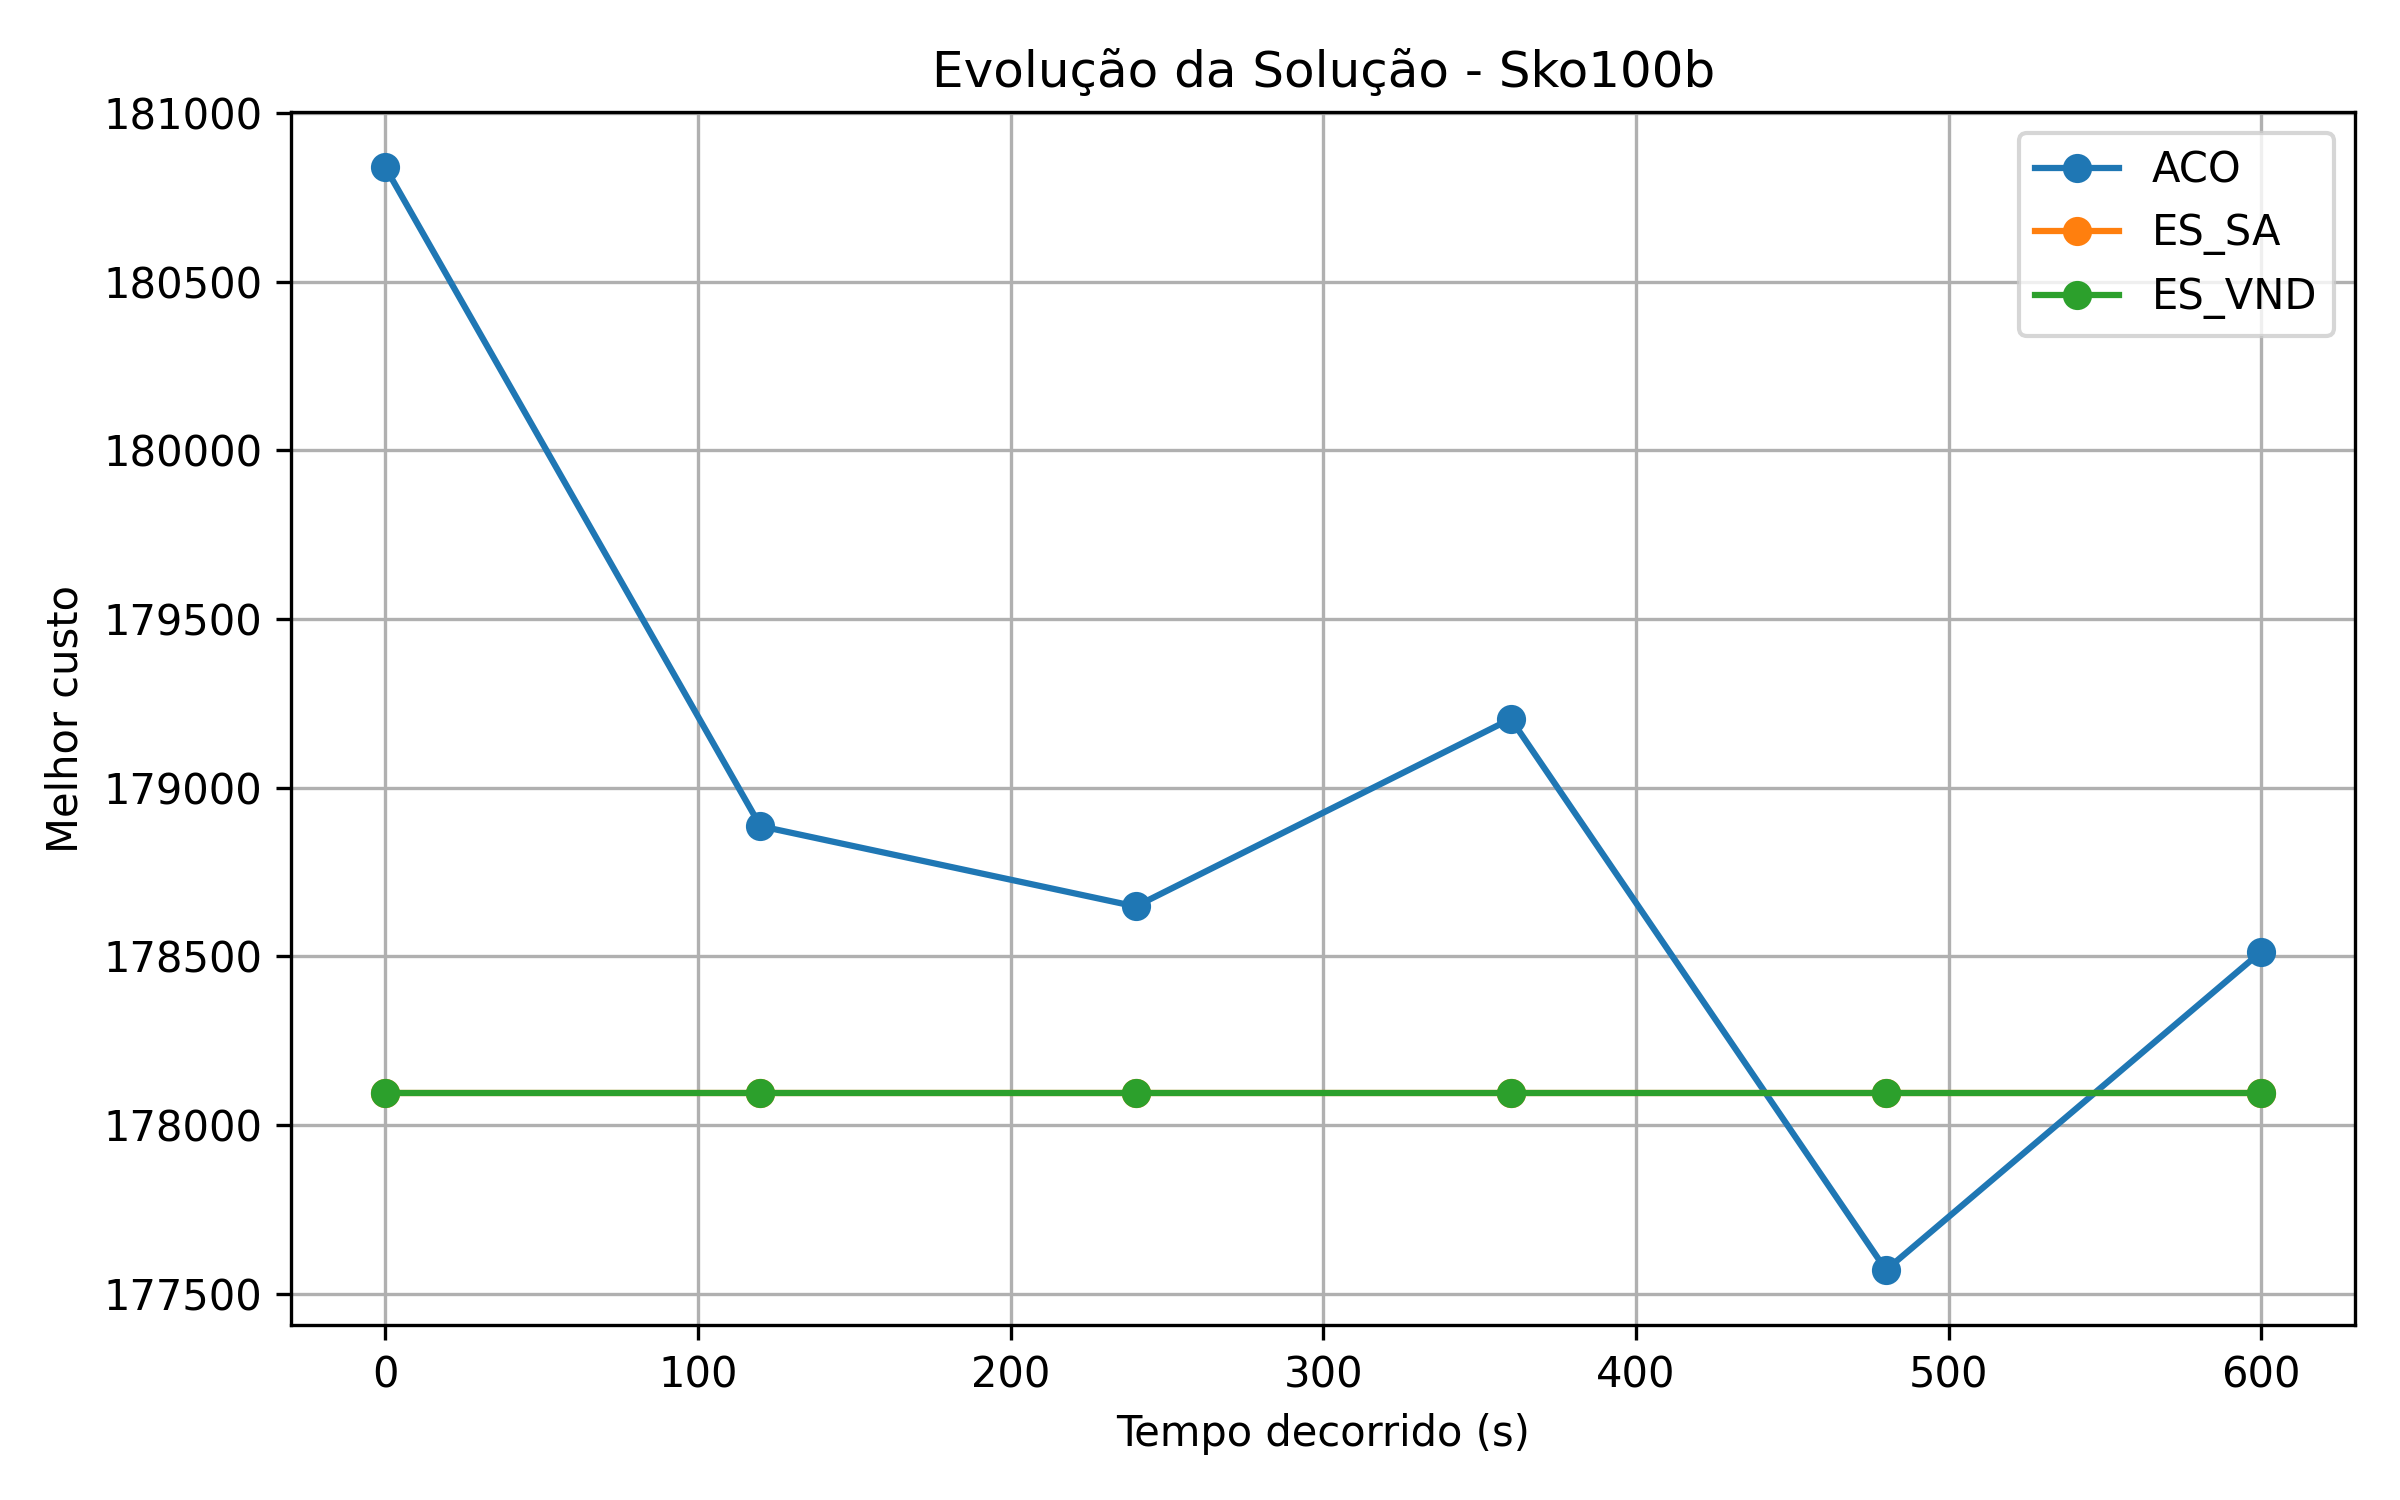 Evolução da Solução - Sko100b
181000
180500
180000
179500
179000
178500
178000
177500
Melhor custo
ACO
ES_SA
ES_VND
0 100 200 300 400 500 600
Tempo decorrido (s)